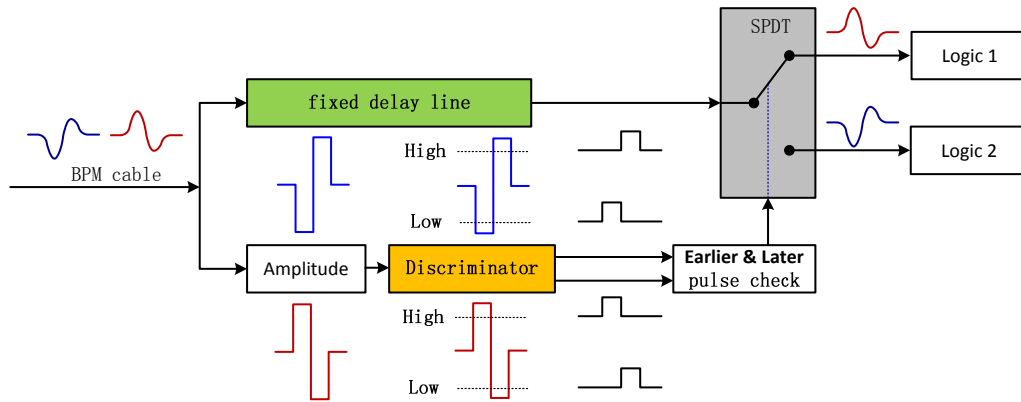 SPDT
Logic 1
fixed delay line
High
BPM cable
Logic 2
Low
Amplitude
Discriminator
Earlier & Later
pulse check
High
Low